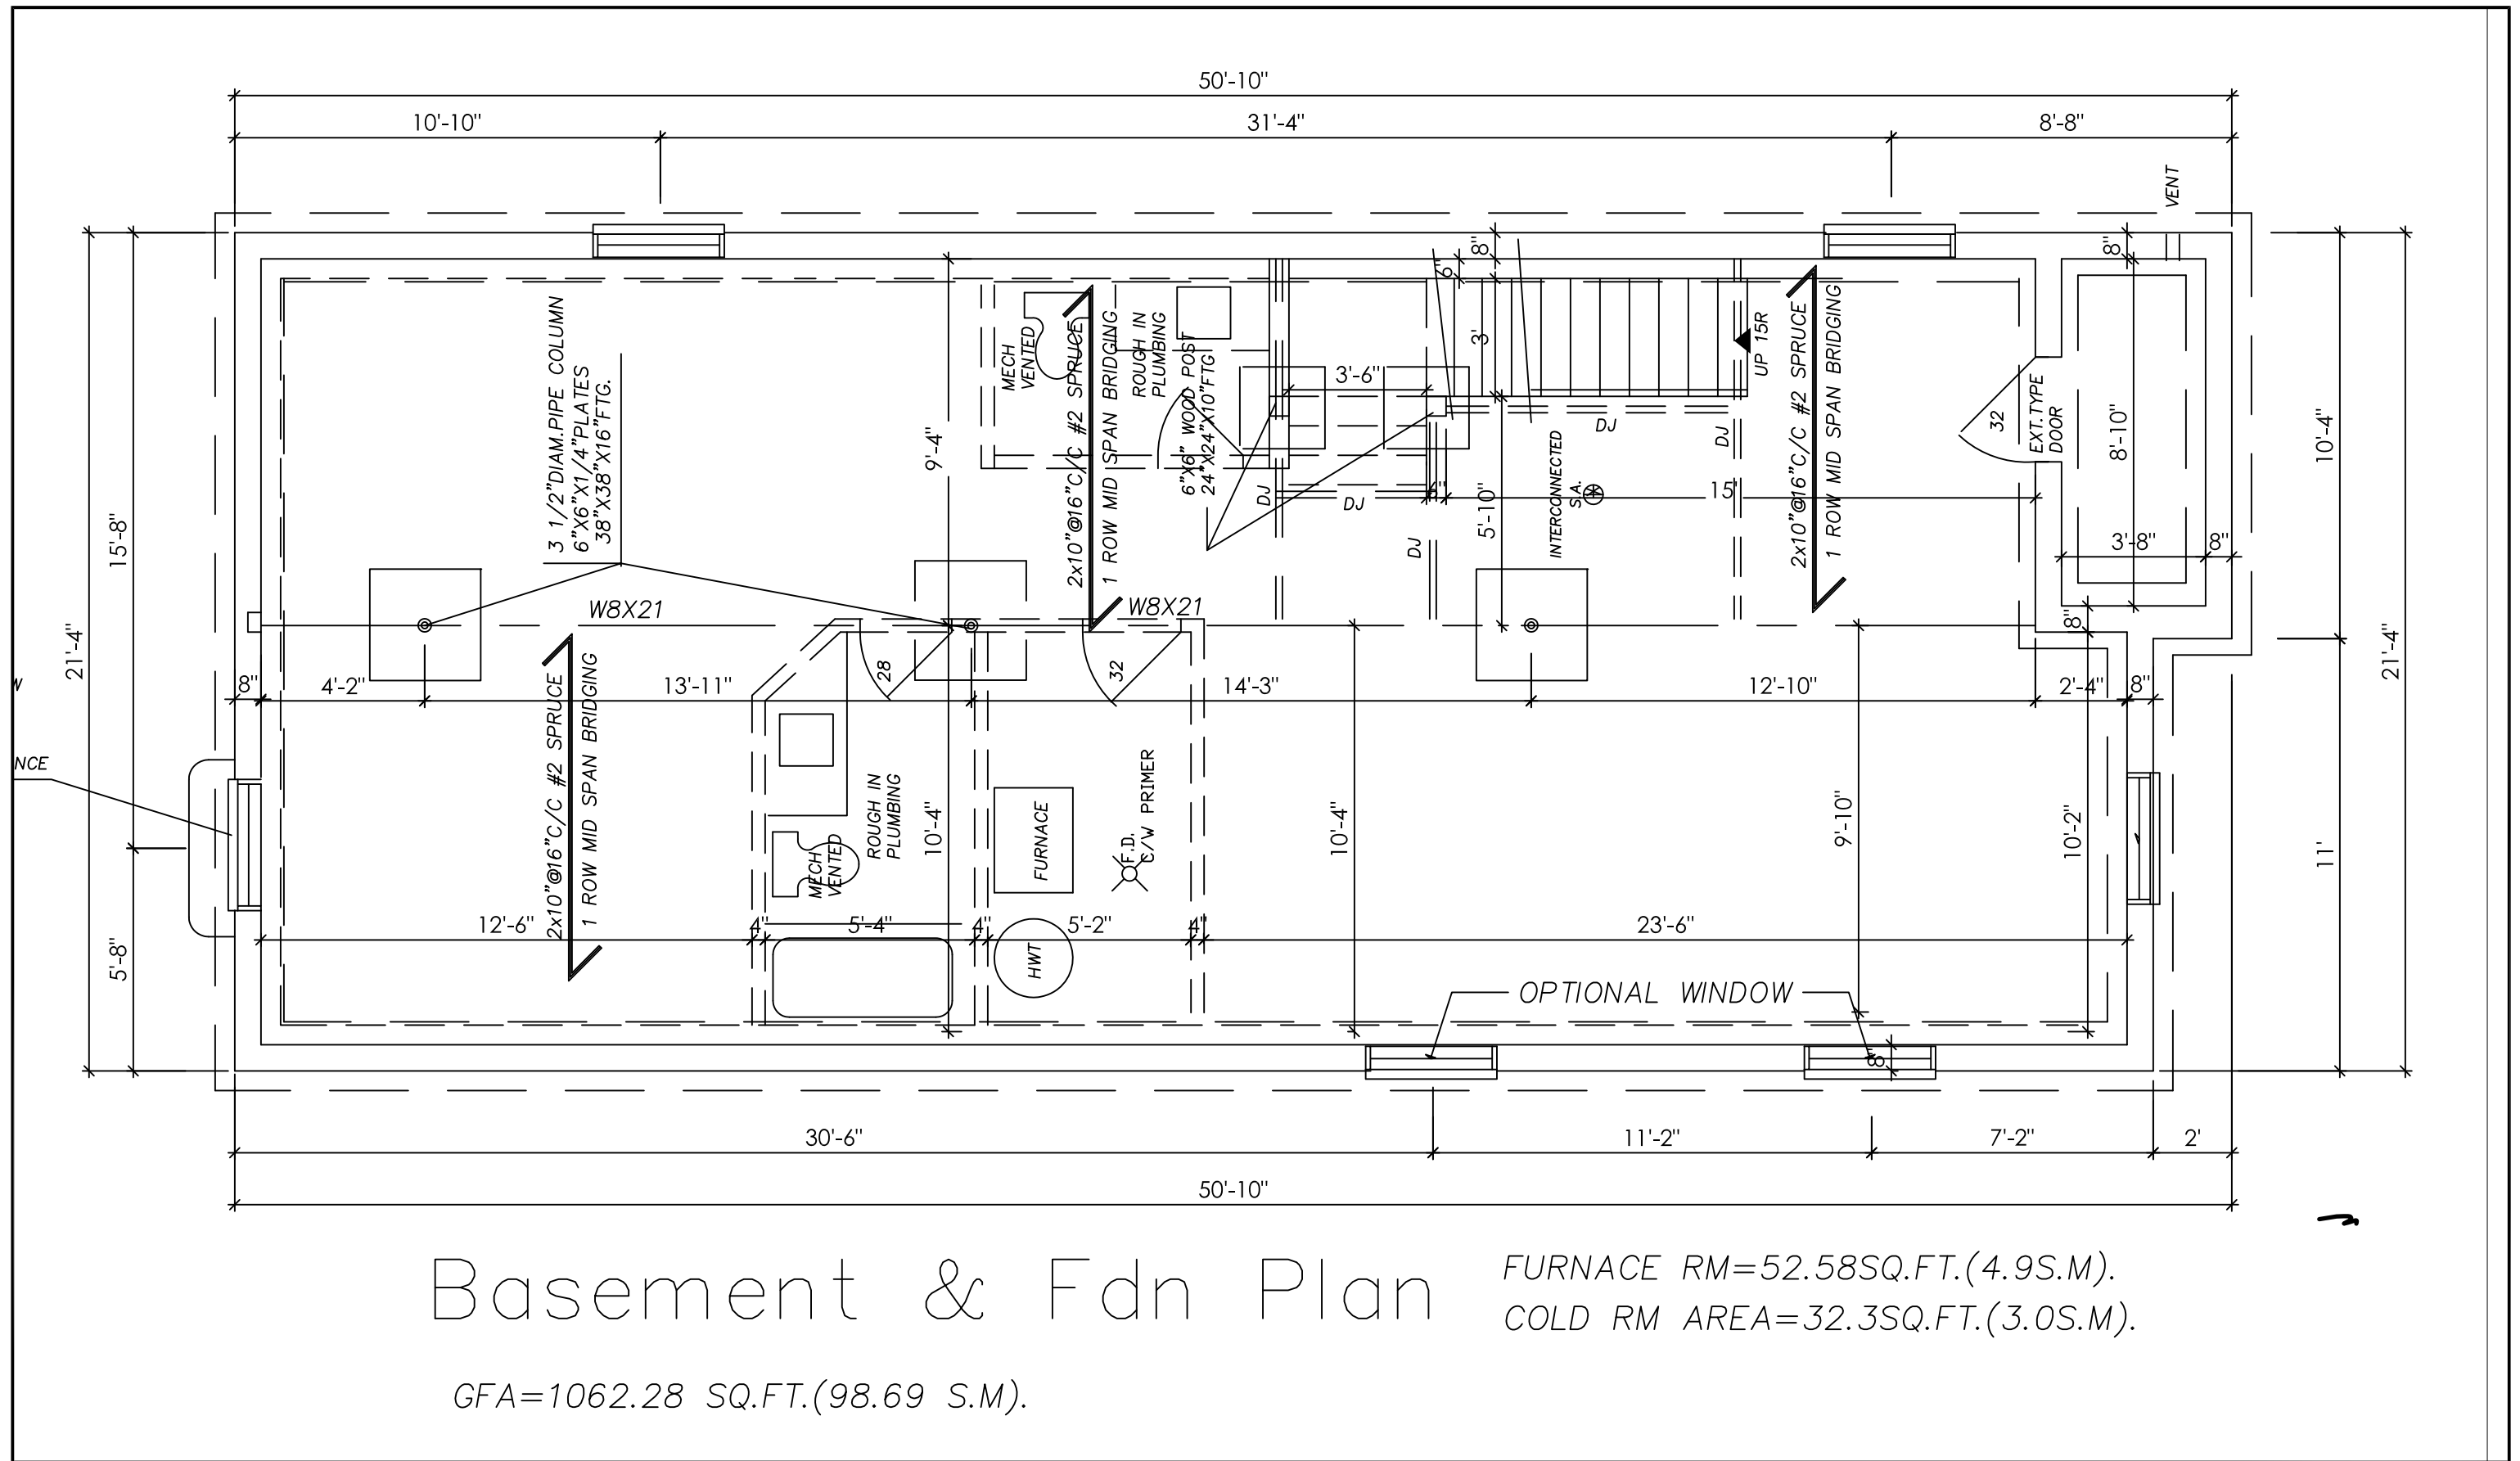 50'-10"
10'-10"
31'-4"
8'-8"
VENT
8"
6"
8"
3 1/2"DIAM.PIPE COLUMN
6"X6"X1/4"PLATES
38"X38"X16"FTG.
MECH
VENTED
2x10"@16"C/C #2 SPRUCE
1 ROW MID SPAN BRIDGING
ROUGH IN
PLUMBING
6"X6" WOOD POST
24"X24"X10"FTG
3'-6"
3'
UP 15R
2x10"@16"C/C #2 SPRUCE
1 ROW MID SPAN BRIDGING
32
EXT.TYPE
DOOR
8'-10"
10'-4"
9'-4"
DJ
DJ
DJ
DJ
DJ
6"
5'-10"
INTERCONNECTED
S.A.
15'
15'-8"
21'-4"
3'-8"
8"
W8X21
W8X21
8"
21'-4"
8"
4'-2"
13'-11"
28
32
14'-3"
12'-10"
2'-4"
8"
W
NCE
2x10"@16"C/C #2 SPRUCE
1 ROW MID SPAN BRIDGING
ROUGH IN
PLUMBING
MECH
VENTED
10'-4"
FURNACE
F.D.
C/W PRIMER
10'-4"
9'-10"
10'-2"
11'
5'-8"
12'-6"
4"
5'-4"
4"
5'-2"
4"
23'-6"
HWT
OPTIONAL WINDOW
8"
30'-6"
11'-2"
7'-2"
2'
50'-10"
Basement & Fdn Plan
FURNACE RM=52.58SQ.FT.(4.9S.M).
COLD RM AREA=32.3SQ.FT.(3.0S.M).
GFA=1062.28 SQ.FT.(98.69 S.M).